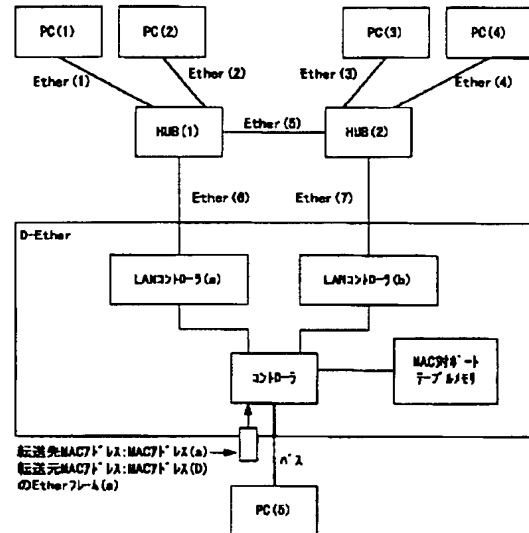 PC(1)
PC(2)
PC(3)
PC(4)
Ether(1)
Ether(2)
Ether(3)
Ether(4)
HUB(1)
Ether(5)
HUB(2)
Ether(6)
Ether(7)
D-Ether
LANコントローラ(a)
LANコントローラ(b)
コントローラ
MAC対ポート
テーブルメモリ
転送先MACアドレス:MACアドレス(a)
転送元MACアドレス:MACアドレス(D)
のEtherフレーム(a)
バス
PC(5)